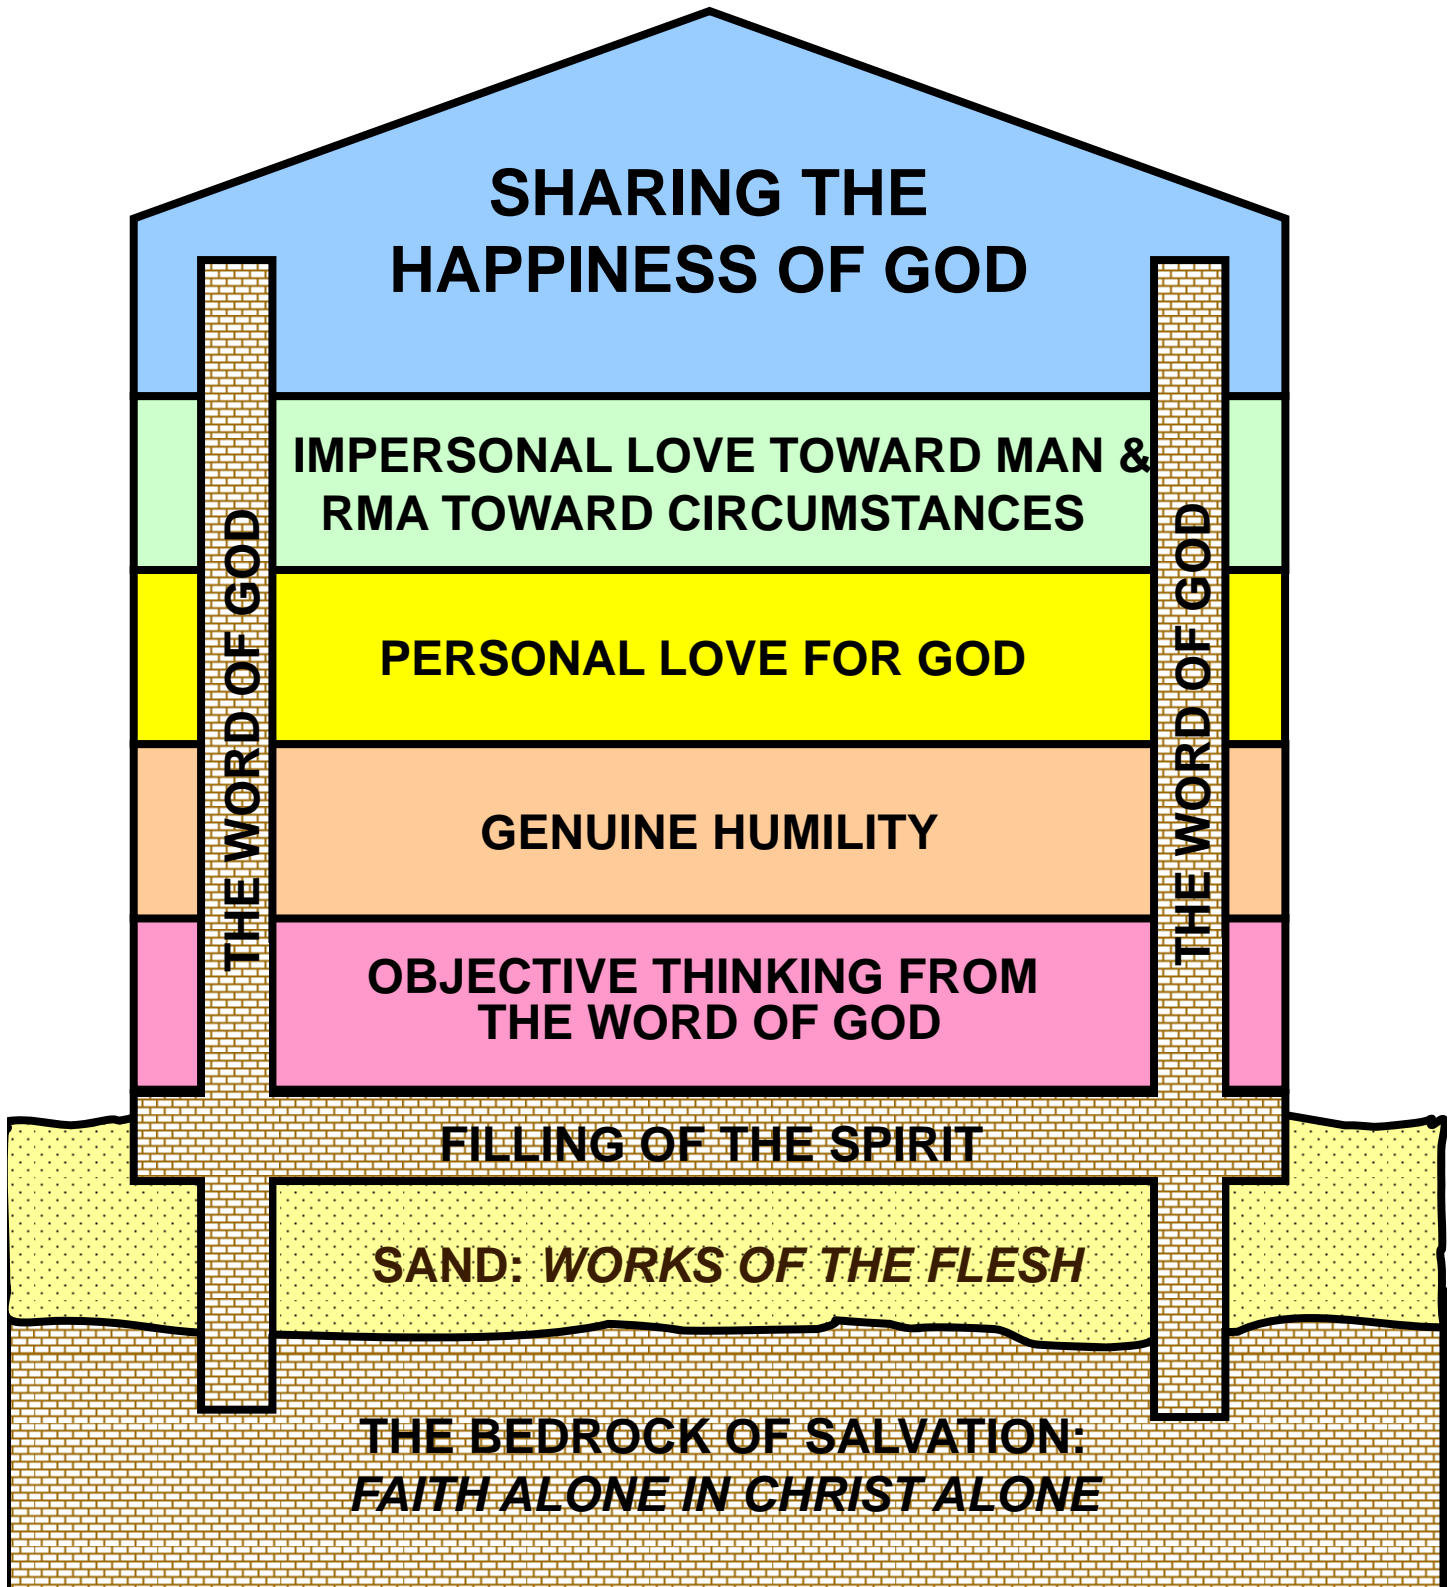 SHARING THE
HAPPINESS OF GOD
IMPERSONAL LOVE TOWARD MAN &
RMA TOWARD CIRCUMSTANCES
THE WORD OF GOD
THE WORD OF GOD
PERSONAL LOVE FOR GOD
GENUINE HUMILITY
OBJECTIVE THINKING FROM
THE WORD OF GOD
FILLING OF THE SPIRIT
SAND: WORKS OF THE FLESH
THE BEDROCK OF SALVATION:
FAITH ALONE IN CHRIST ALONE